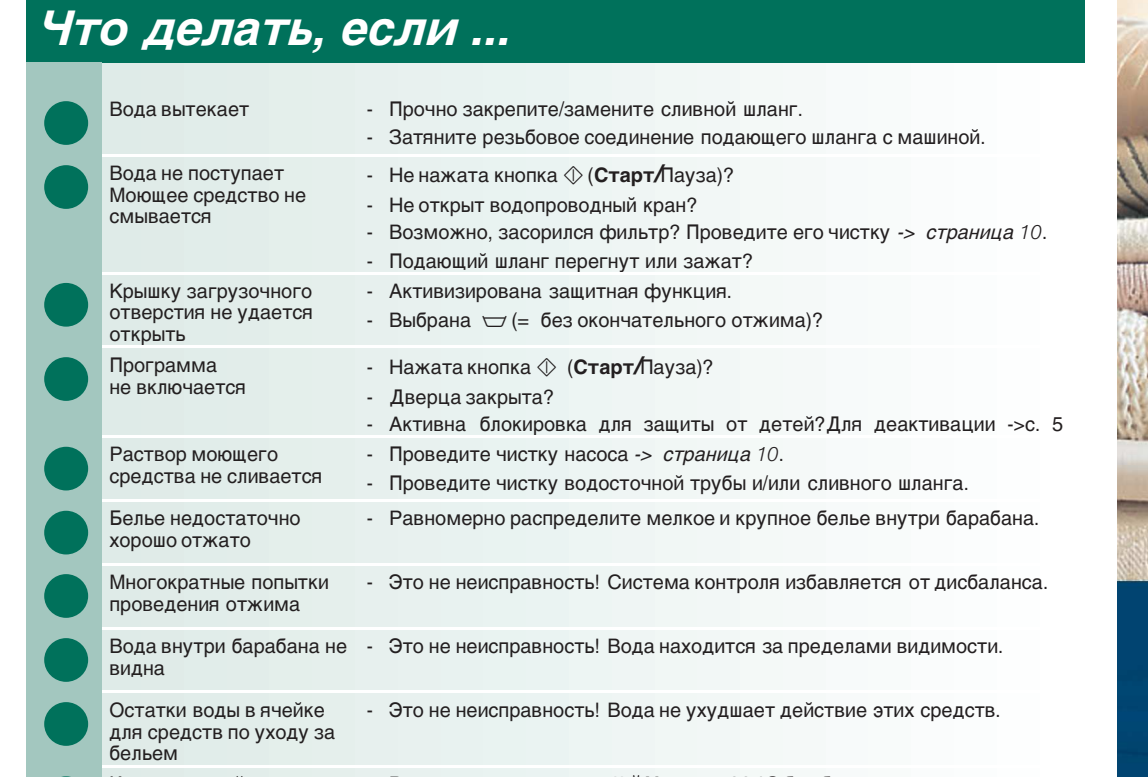 Что делать, если ...
Вода вытекает
- Прочно закрепите/замените сливной шланг.
- Затяните резьбовое соединение подающего шланга с машиной.
Вода не поступает
Моющее средство не
смывается
- Не нажата кнопка (Старт/Пауза)?
- Не открыт водопроводный кран?
- Возможно, засорился фильтр? Проведите его чистку -> страница 10.
- Подающий шланг перегнут или зажат?
Крышку загрузочного
отверстия не удается
открыть
- Активизирована защитная функция.
- Выбрана (= без окончательного отжима)?
Программа
не включается
- Нажата кнопка (Старт/Пауза)?
- Дверца закрыта?
- Активна блокировка для защиты от детей?Для деактивации ->с. 5
Раствор моющего
средства не сливается
- Проведите чистку насоса -> страница 10.
- Проведите чистку водосточной трубы и/или сливного шланга.
Белье недостаточно
хорошо отжато
- Равномерно распределите мелкое и крупное белье внутри барабана.
Многократные попытки
проведения отжима
- Это не неисправность! Система контроля избавляется от дисбаланса.
Вода внутри барабана не
видна
- Это не неисправность! Вода находится за пределами видимости.
Остатки воды в ячейке
для средств по уходу за
бельем
- Это не неисправность! Вода не ухудшает действие этих средств.